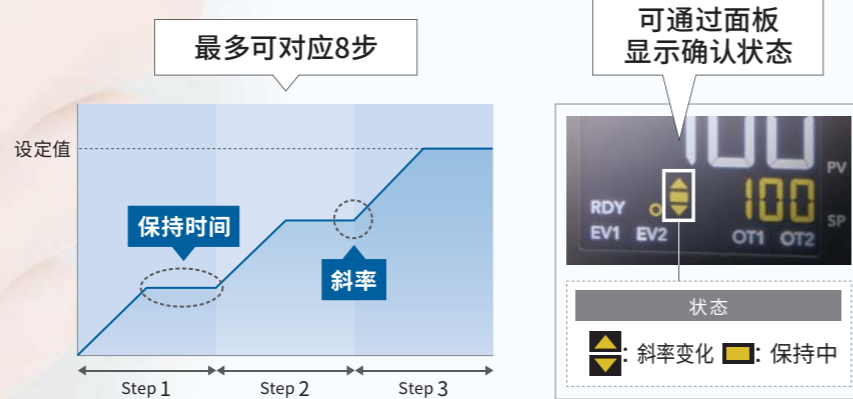 最多可对应8步
可通过面板
显示确认状态
设定值
保持时间
斜率
Step 1
Step 2
Step 3
100
PV
RDY
100
SP
EV1 EV2
OT1 OT2
状态
: 斜率变化 : 保持中